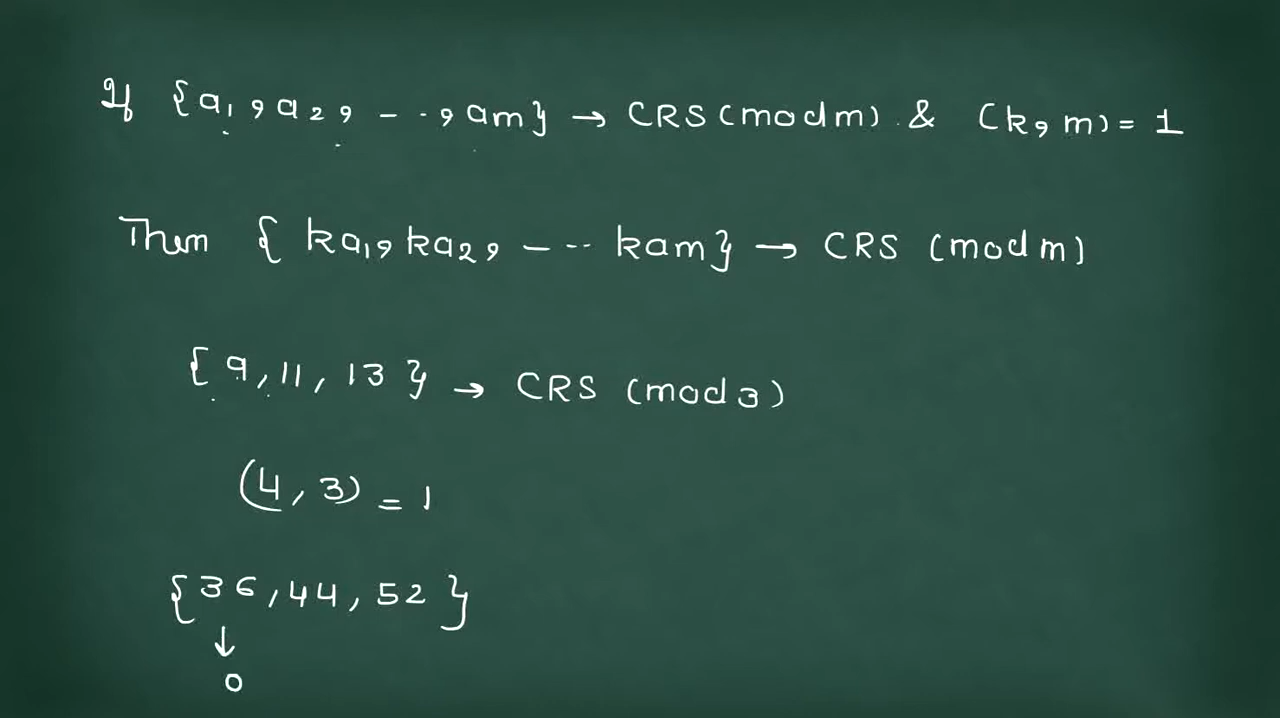 If {a1, a2, - .., am} → CRS (mod m) & (k, m) = 1
Then { ka1, ka2, - -- kam} → CRS (mod m)
{ 9, 11, 13 } → CRS (mod 3)
(4, 3) = 1
{36, 44, 52 }
↓
0